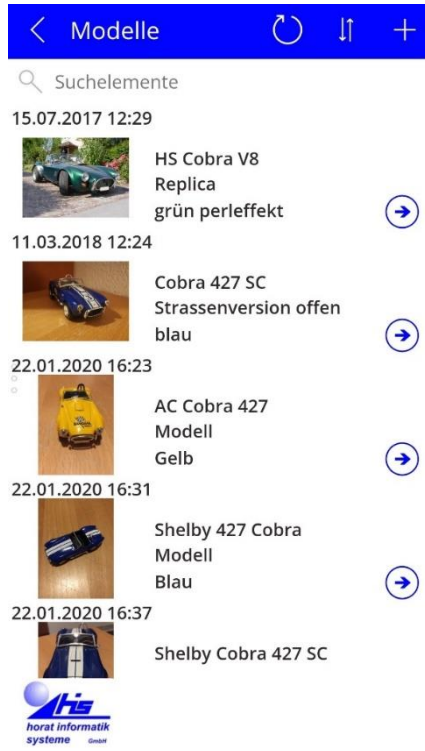 Modelle
Suchelemente
15.07.2017 12:29
HS Cobra V8
Replica
grün perleffekt
11.03.2018 12:24
Cobra 427 SC
Strassenversion offen
blau
22.01.2020 16:23
AC Cobra 427
Modell
Gelb
22.01.2020 16:31
Shelby 427 Cobra
Modell
Blau
22.01.2020 16:37
Shelby Cobra 427 SC
his
horat informatik
systeme GmbH